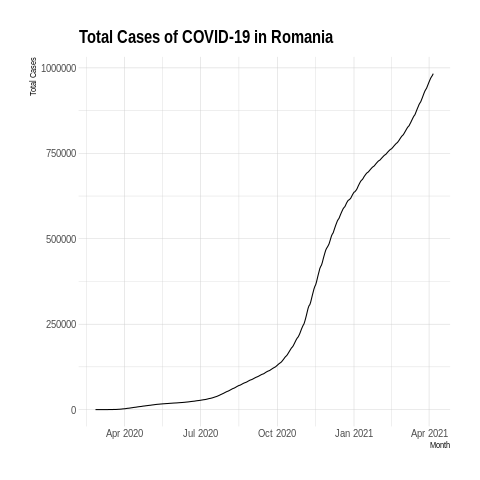 Total Cases of COVID-19 in Romania
Total Cases
1000000
750000
500000
250000
0
Apr 2020 Jul 2020 Oct 2020 Jan 2021 Apr 2021
Month